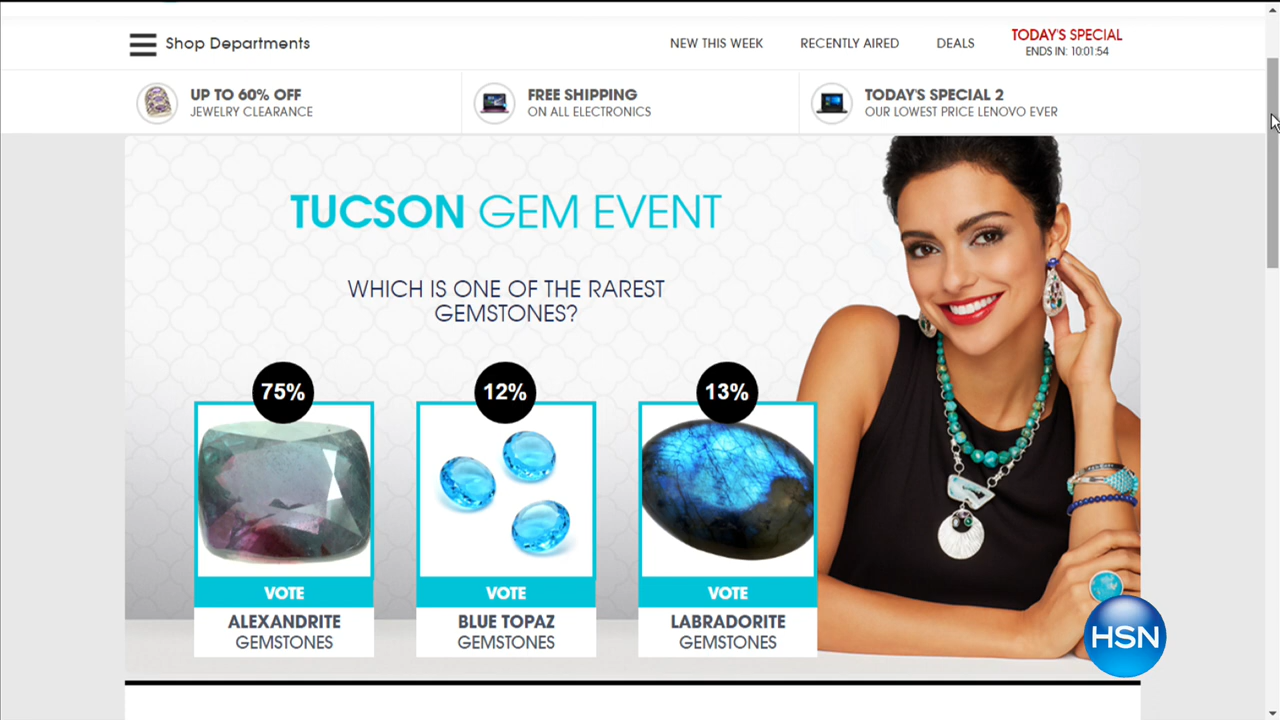 Shop Departments
NEW THIS WEEK
RECENTLY AIRED
DEALS
TODAY'S SPECIAL
ENDS IN: 10:01:54
UP TO 60% OFF
JEWELRY CLEARANCE
FREE SHIPPING
ON ALL ELECTRONICS
TODAY'S SPECIAL 2
OUR LOWEST PRICE LENOVO EVER
TUCSON GEM EVENT
WHICH IS ONE OF THE RAREST
GEMSTONES?
75%
12%
13%
VOTE
VOTE
VOTE
ALEXANDRITE
GEMSTONES
BLUE TOPAZ
GEMSTONES
LABRADORITE
GEMSTONES
HSN